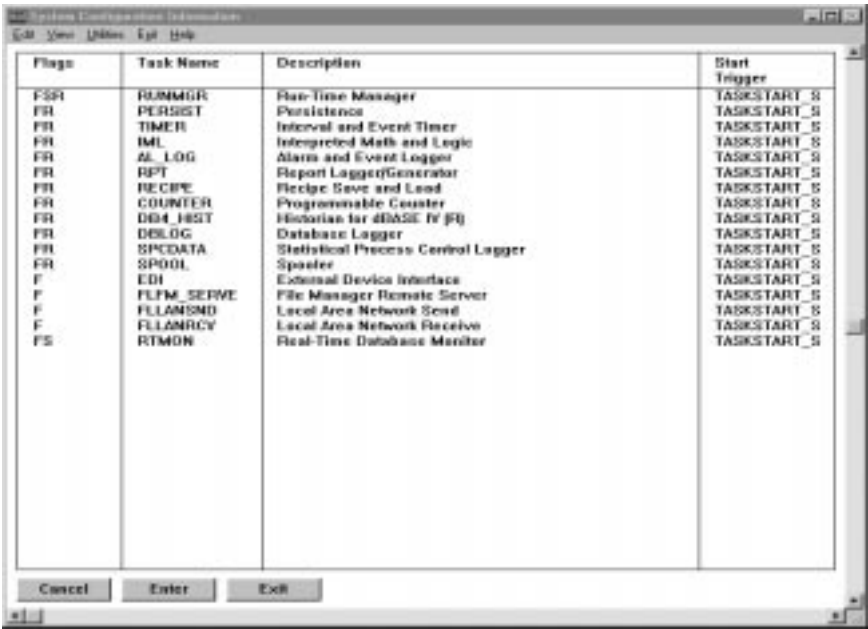 System Configuration Information
Edit View Utilities Exit Help
Flags Task Name Description Start Trigger
FSR RUNMGR Run-Time Manager TASKSTART_S
FR PERSIST Persistence TASKSTART_S
FR TIMER Interval and Event Timer TASKSTART_S
FR IML Interpreted Math and Logic TASKSTART_S
FR AL_LOG Alarm and Event Logger TASKSTART_S
FR RPT Report Logger/Generator TASKSTART_S
FR RECIPE Recipe Save and Load TASKSTART_S
FR COUNTER Programmable Counter TASKSTART_S
FR DB4_HIST Historian for dBASE IV (R) TASKSTART_S
FR DBLOG Database Logger TASKSTART_S
FR SPCDATA Statistical Process Control Logger TASKSTART_S
FR SPOOL Spooler TASKSTART_S
F EDI External Device Interface TASKSTART_S
F FLFM_SERVE File Manager Remote Server TASKSTART_S
F FLLANSND Local Area Network Send TASKSTART_S
F FLLANRCV Local Area Network Receive TASKSTART_S
FS RTMON Real-Time Database Monitor TASKSTART_S
Cancel Enter Exit